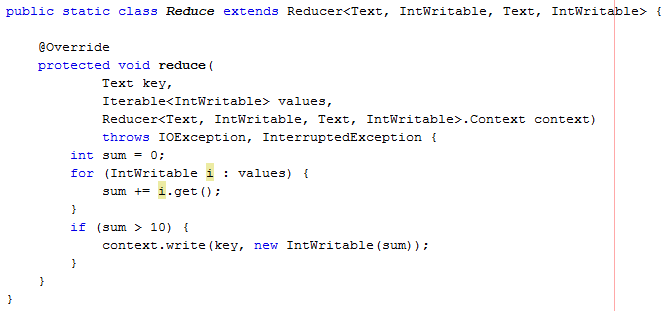 public static class Reduce extends Reducer<Text, IntWritable, Text, IntWritable> {
@Override
protected void reduce(
Text key,
Iterable<IntWritable> values,
Reducer<Text, IntWritable, Text, IntWritable>.Context context)
throws IOException, InterruptedException {
int sum = 0;
for (IntWritable i : values) {
sum += i.get();
}
if (sum > 10) {
context.write(key, new IntWritable(sum));
}
}
}